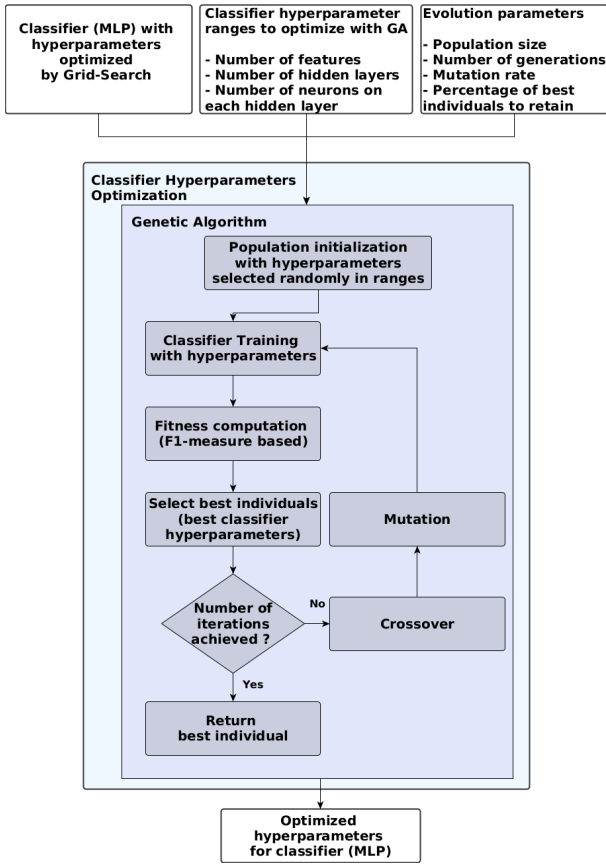 Classifier (MLP) with
hyperparameters
optimized
by Grid-Search
Classifier hyperparameter
ranges to optimize with GA
- Number of features
- Number of hidden layers
- Number of neurons on
each hidden layer
Evolution parameters
- Population size
- Number of generations
- Mutation rate
- Percentage of best
individuals to retain
Classifier Hyperparameters
Optimization
Genetic Algorithm
Population initialization
with hyperparameters
selected randomly in ranges
Classifier Training
with hyperparameters
Fitness computation
(F1-measure based)
Select best individuals
(best classifier
hyperparameters)
Mutation
Number of
iterations
achieved ?
No
Crossover
Yes
Return
best individual
Optimized
hyperparameters
for classifier (MLP)